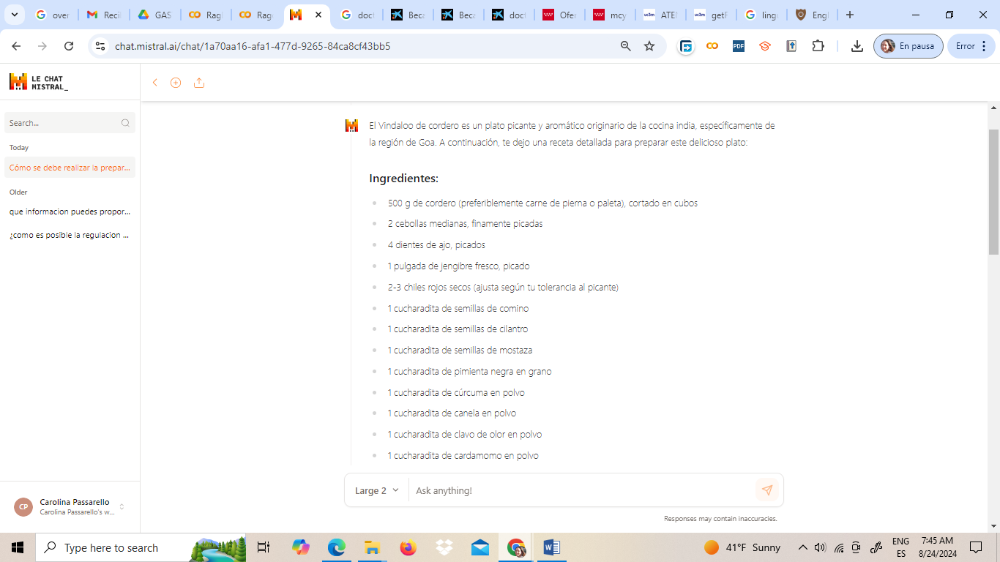 over
Reci
GAS
Rag
Rag
doct
Beca
Beca
doct
Ofer
mcy
ATEI
getF
ling
Engl
chat.mistral.ai/chat/1a70aa16-afa1-477d-9265-84ca8cf43bb5
PDF
En pausa
Error
LE CHAT
MISTRAL_
Search...
Today
Cómo se debe realizar la prepar...
Older
que informacion puedes propor...
¿como es posible la regulacion ...
El Vindaloo de cordero es un plato picante y aromático originario de la cocina india, específicamente de
la región de Goa. A continuación, te dejo una receta detallada para preparar este delicioso plato:
Ingredientes:
500 g de cordero (preferiblemente carne de pierna o paleta), cortado en cubos
2 cebollas medianas, finamente picadas
4 dientes de ajo, picados
1 pulgada de jengibre fresco, picado
2-3 chiles rojos secos (ajusta según tu tolerancia al picante)
1 cucharadita de semillas de comino
1 cucharadita de semillas de cilantro
1 cucharadita de semillas de mostaza
1 cucharadita de pimienta negra en grano
1 cucharadita de cúrcuma en polvo
1 cucharadita de canela en polvo
1 cucharadita de clavo de olor en polvo
1 cucharadita de cardamomo en polvo
Large 2
Ask anything!
Responses may contain inaccuracies.
CP
Carolina Passarello
Carolina Passarello's w...
Type here to search
41°F Sunny
ENG
ES
7:45 AM
8/24/2024